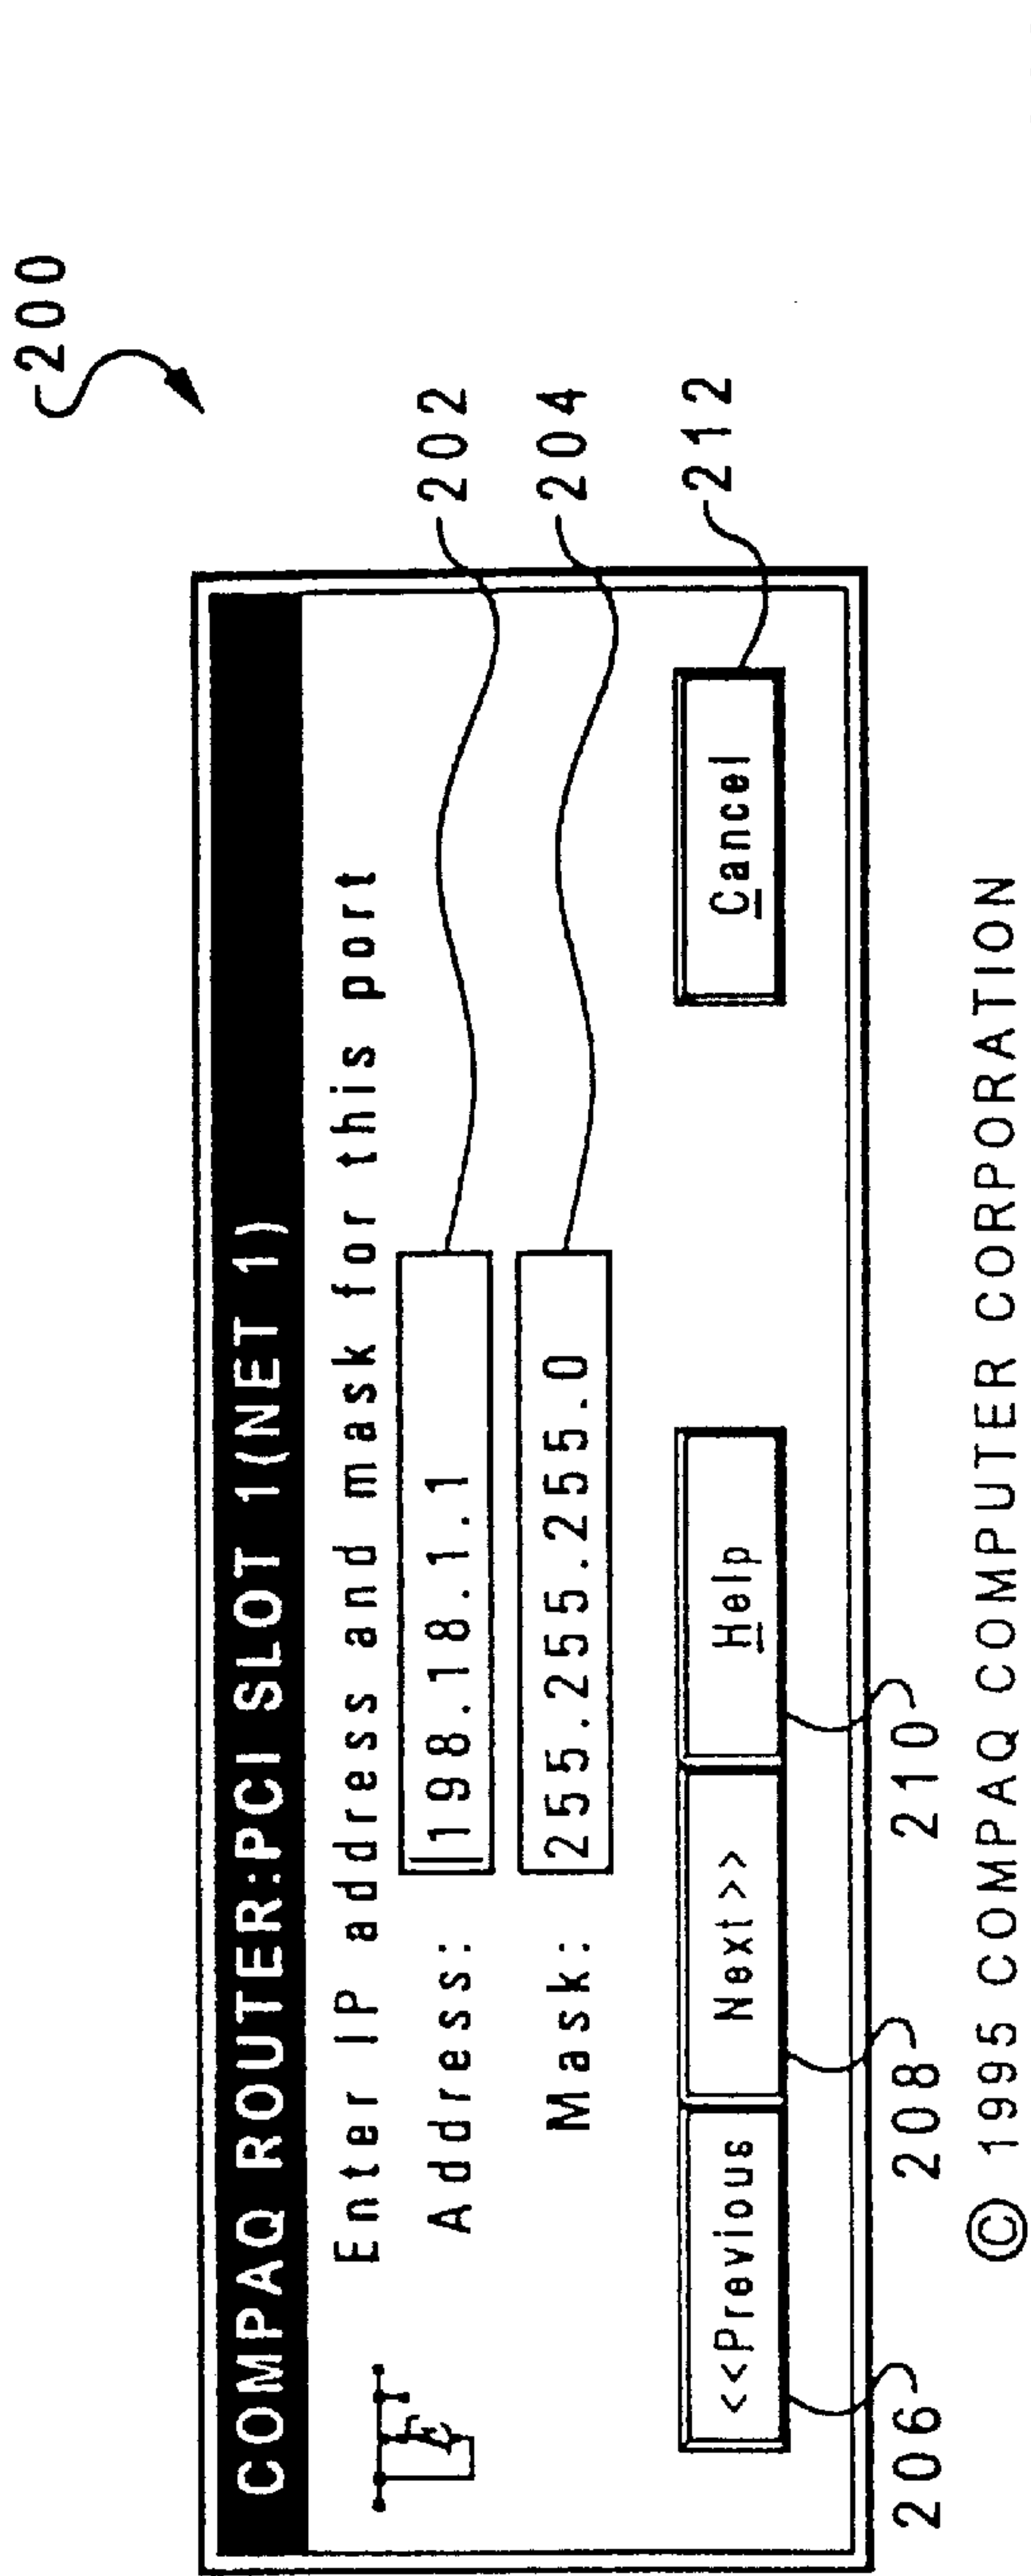 200
COMPAQ ROUTER:PCI SLOT 1(NET 1)
Enter IP address and mask for this port
Address: 198.18.1.1 202
Mask: 255.255.255.0 204
<<Previous Next>> Help Cancel 212
206 208 210
© 1995 COMPAQ COMPUTER CORPORATION